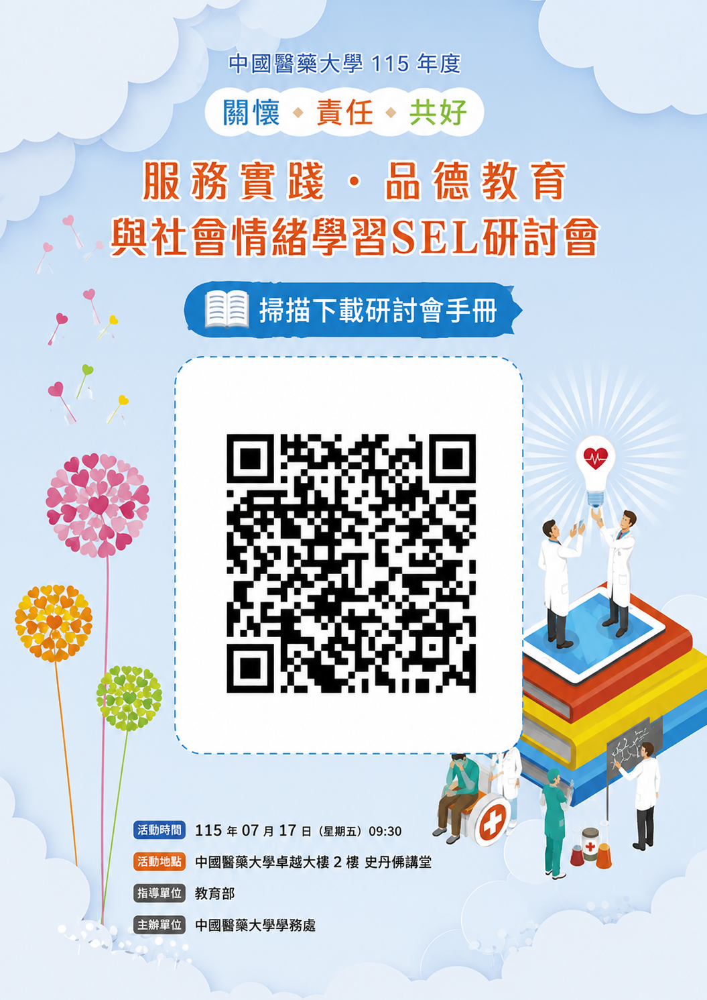 中國醫藥大學 115 年度
關懷 ◆ 責任 ◆ 共好
服務實踐・品德教育
與社會情緒學習SEL研討會
掃描下載研討會手冊
活動時間 115 年 07 月 17 日（星期五）09:30
活動地點 中國醫藥大學卓越大樓 2 樓 史丹佛講堂
指導單位 教育部
主辦單位 中國醫藥大學學務處